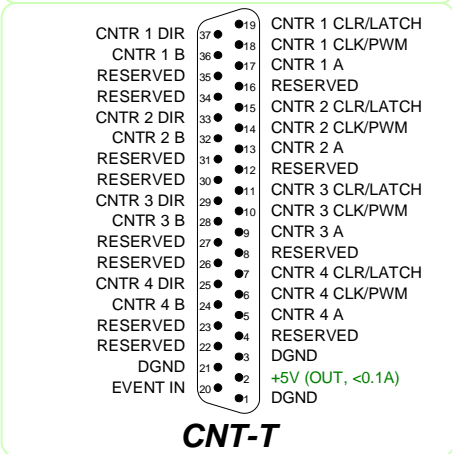 CNTR 1 DIR 37
CNTR 1 B 36
RESERVED 35
RESERVED 34
CNTR 2 DIR 33
CNTR 2 B 32
RESERVED 31
RESERVED 30
CNTR 3 DIR 29
CNTR 3 B 28
RESERVED 27
RESERVED 26
CNTR 4 DIR 25
CNTR 4 B 24
RESERVED 23
RESERVED 22
DGND 21
EVENT IN 20
19 CNTR 1 CLR/LATCH
18 CNTR 1 CLK/PWM
17 CNTR 1 A
16 RESERVED
15 CNTR 2 CLR/LATCH
14 CNTR 2 CLK/PWM
13 CNTR 2 A
12 RESERVED
11 CNTR 3 CLR/LATCH
10 CNTR 3 CLK/PWM
9 CNTR 3 A
8 RESERVED
7 CNTR 4 CLR/LATCH
6 CNTR 4 CLK/PWM
5 CNTR 4 A
4 RESERVED
3 DGND
2 +5V (OUT, <0.1A)
1 DGND
CNT-T